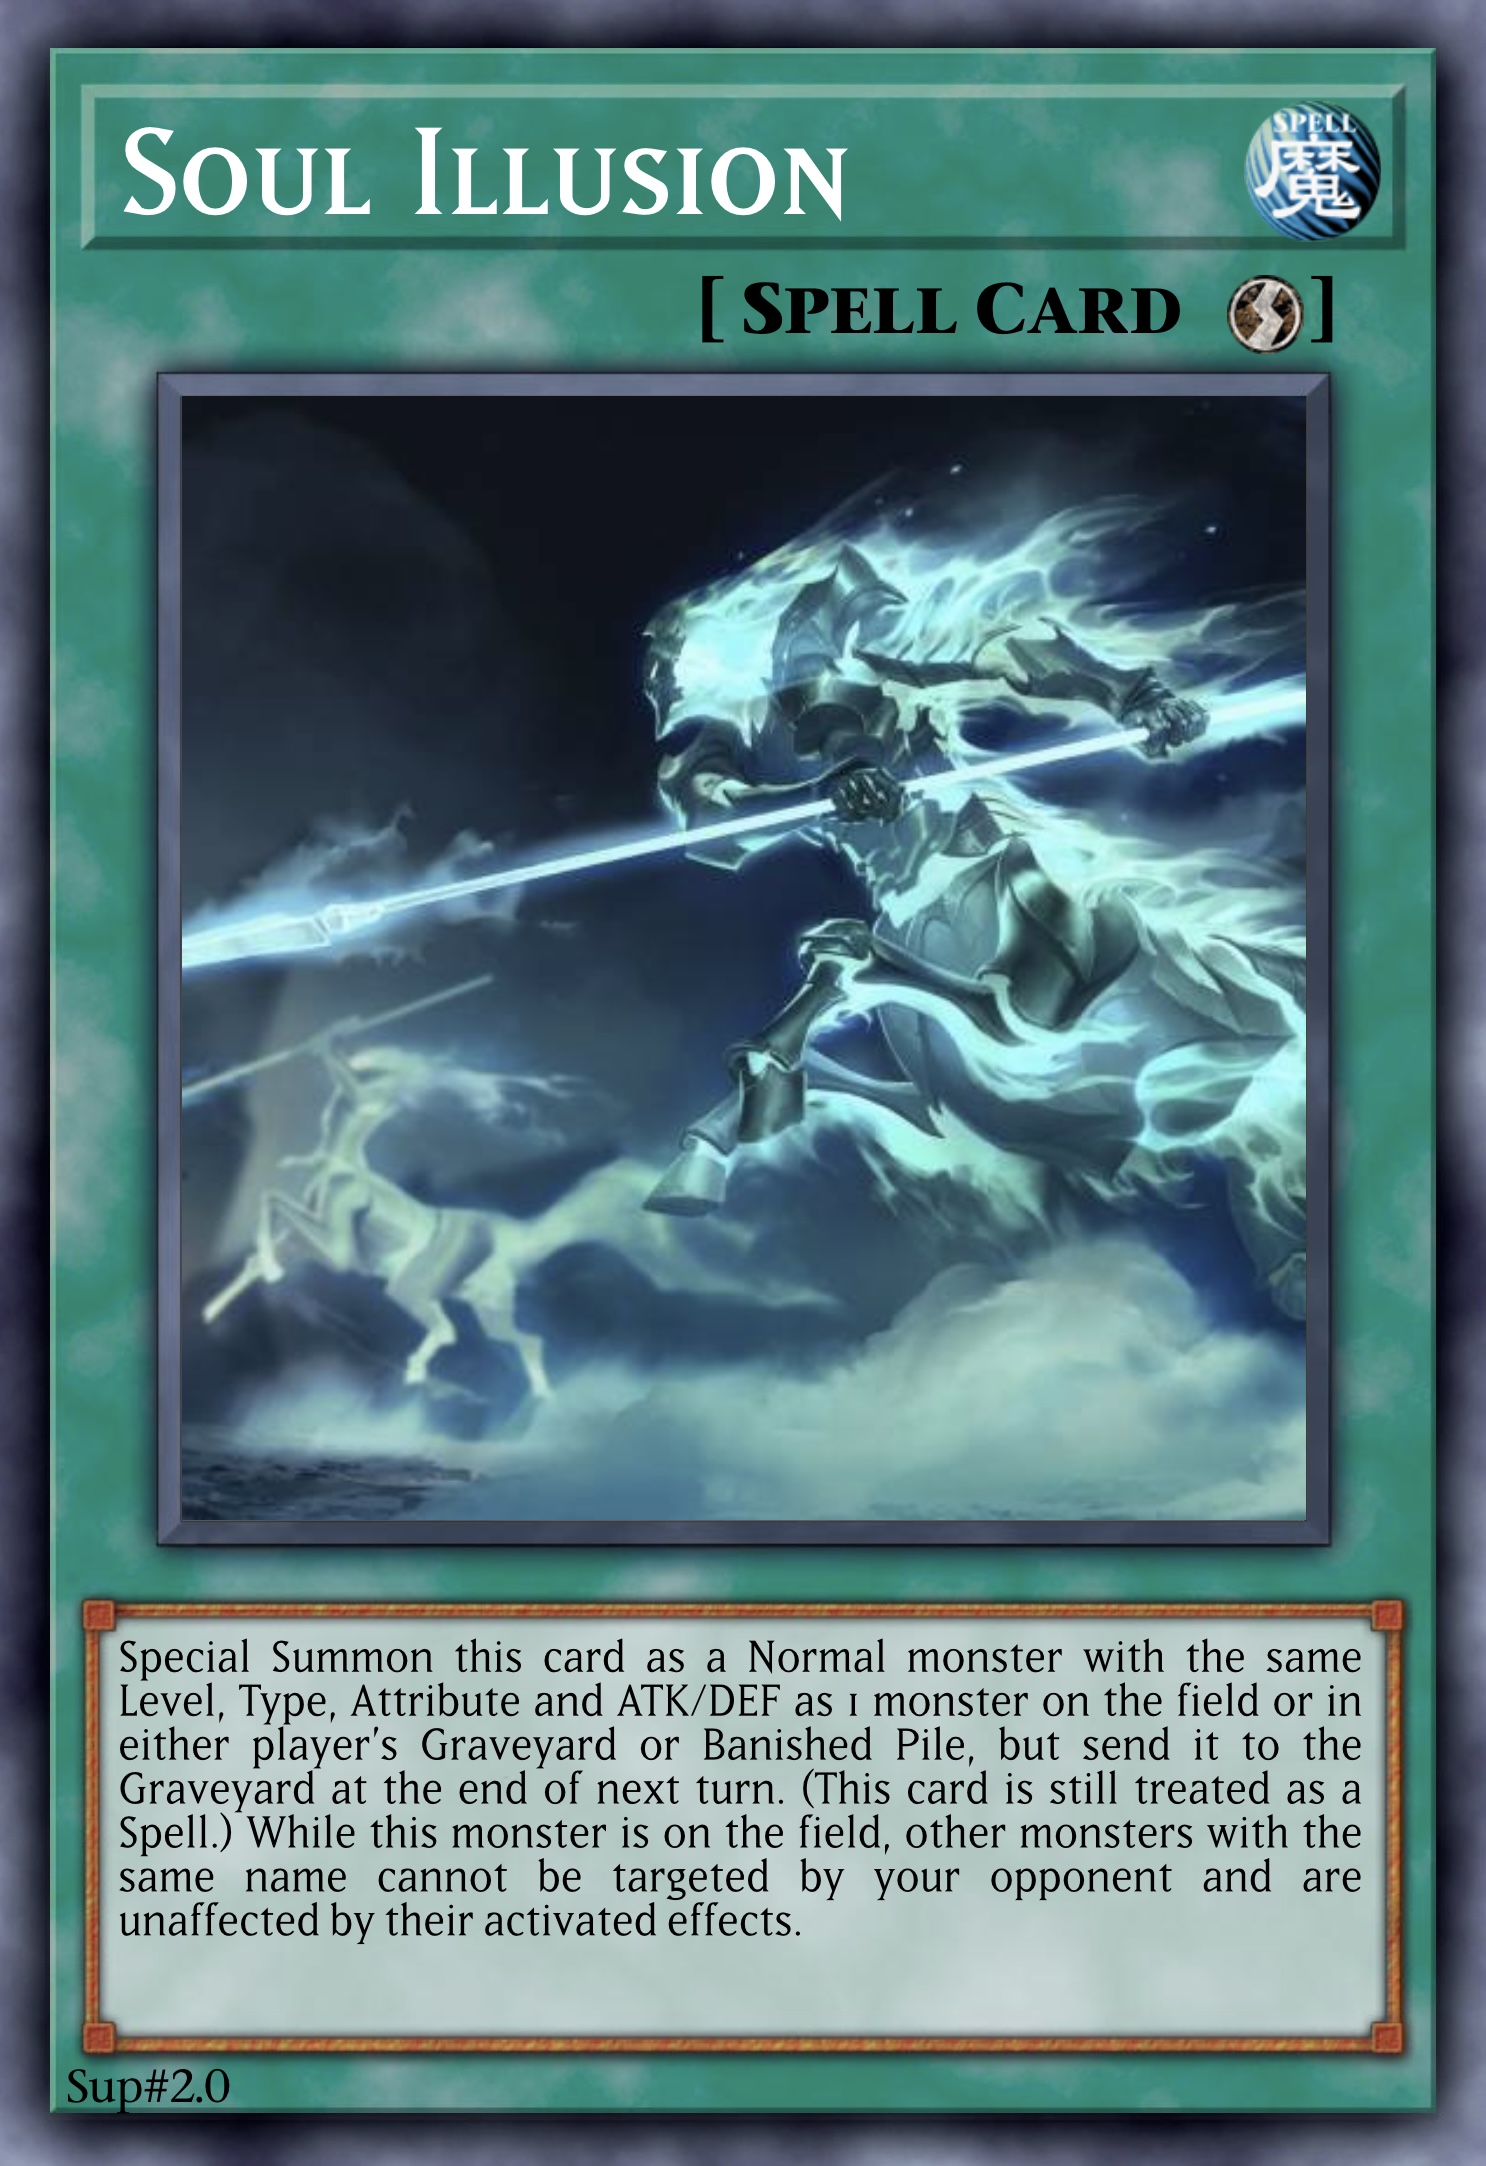 Soul Illusion
SPELL
魔
[ Spell Card ]
Special Summon this card as a Normal monster with the same
Level, Type, Attribute and ATK/DEF as 1 monster on the field or in
either player's Graveyard or Banished Pile, but send it to the
Graveyard at the end of next turn. (This card is still treated as a
Spell.) While this monster is on the field, other monsters with the
same name cannot be targeted by your opponent and are
unaffected by their activated effects.
Sup#2.0